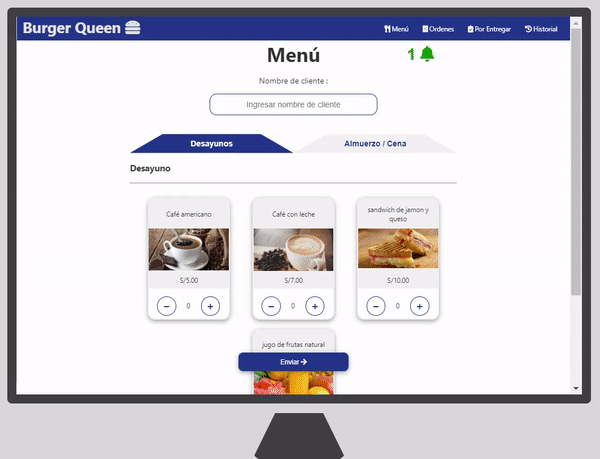 Burger Queen
Menú
Ordenes
Por Entregar
Historial
Menú
1
Nombre de cliente :
Ingresar nombre de cliente
Desayunos
Almuerzo / Cena
Desayuno
Café americano
S/5.00
− 0 +
Café con leche
S/7.00
− 0 +
sandwich de jamon y
queso
S/10.00
− 0 +
jugo de frutas natural
Enviar